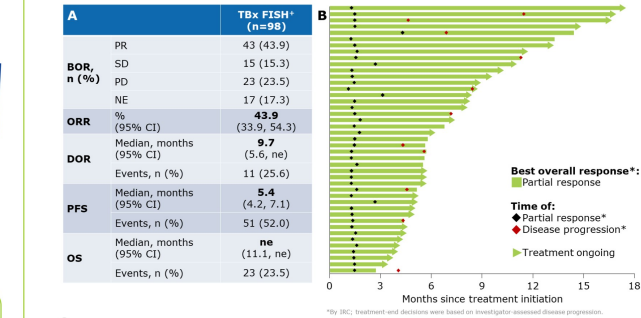 A
TBx FISH+
(n=98)
BOR,
n (%)
PR
43 (43.9)
SD
15 (15.3)
PD
23 (23.5)
NE
17 (17.3)
ORR
%
(95% CI)
43.9
(33.9, 54.3)
DOR
Median, months
(95% CI)
9.7
(5.6, ne)
Events, n (%)
11 (25.6)
PFS
Median, months
(95% CI)
5.4
(4.2, 7.1)
Events, n (%)
51 (52.0)
OS
Median, months
(95% CI)
ne
(11.1, ne)
Events, n (%)
23 (23.5)
B
Best overall response*:
Partial response
Time of:
Partial response*
Disease progression*
Treatment ongoing
0 3 6 9 12 15 18
Months since treatment initiation
*By IRC; treatment-end decisions were based on investigator-assessed disease progression.